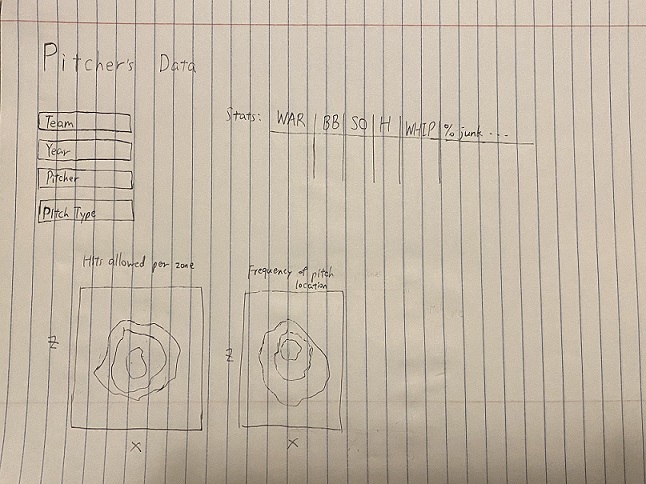 Pitcher's Data
Team
Year
Pitcher
Pitch Type
Stats: WAR BB SO H WHIP % junk ....
Hits allowed per zone
Z
X
Frequency of pitch
location
Z
X